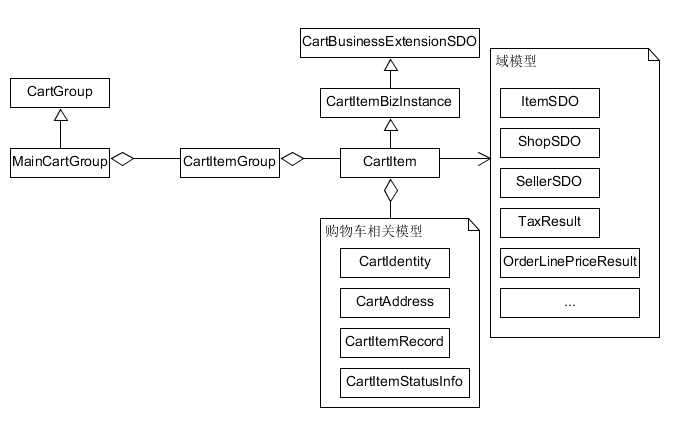 CartBusinessExtensionSDO
域模型
CartGroup
CartItemBizInstance
ItemSDO
ShopSDO
MainCartGroup
CartItemGroup
CartItem
SellerSDO
TaxResult
购物车相关模型
CartIdentity
OrderLinePriceResult
CartAddress
...
CartItemRecord
CartItemStatusInfo